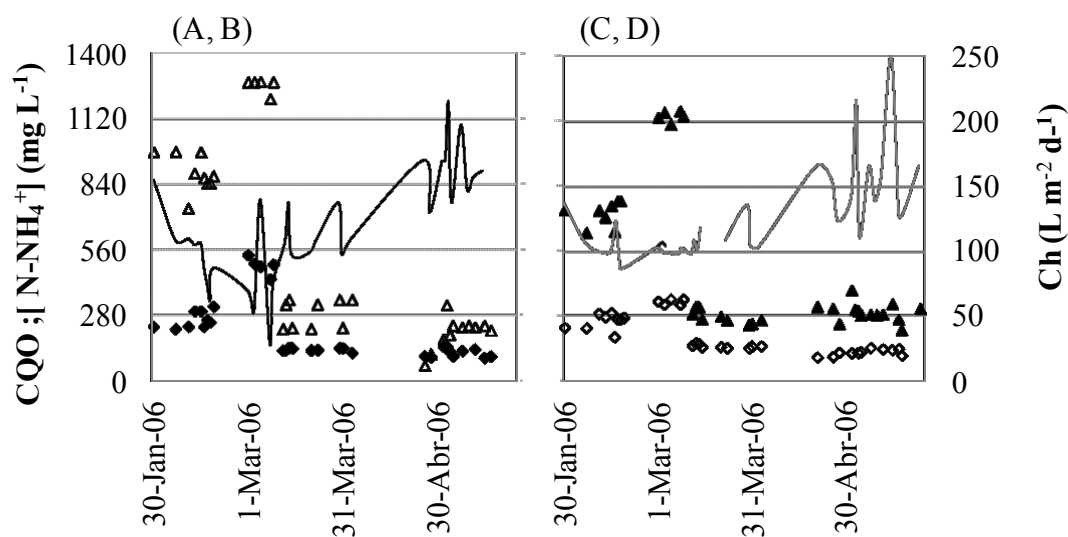 (A, B)
(C, D)
CQO ;[ N-NH₄⁺] (mg L⁻¹)
1400
1120
840
560
280
0
250
200
150
100
50
0
Ch (L m⁻² d-¹)
30-Jan-06
1-Mar-06
31-Mar-06
30-Abr-06
30-Jan-06
1-Mar-06
31-Mar-06
30-Abr-06